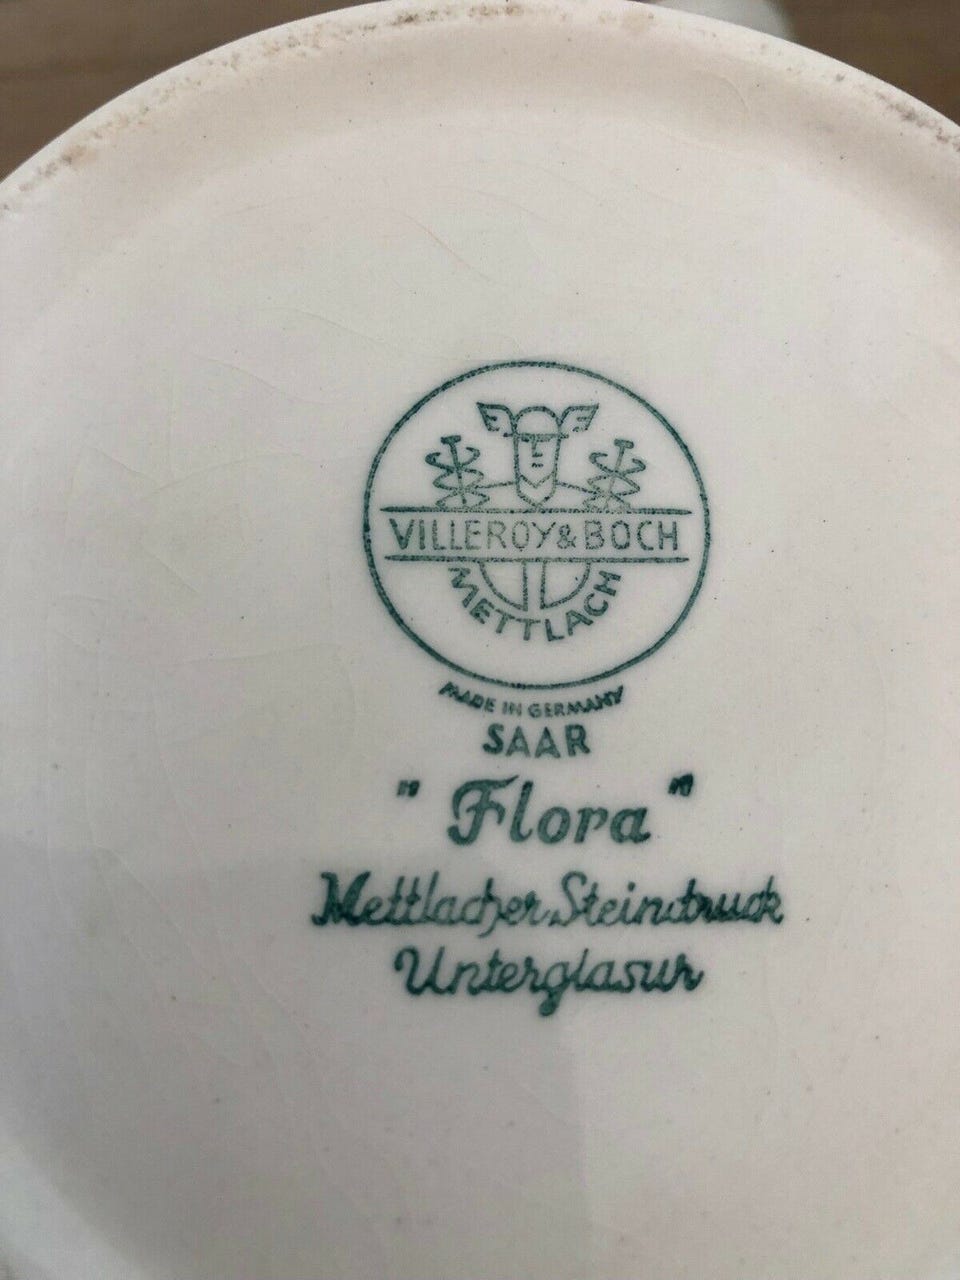 VILLEROY & BOCH
METTLACH
MADE IN GERMANY
SAAR
"Flora"
Mettlacher Steindruck
Unterglasur